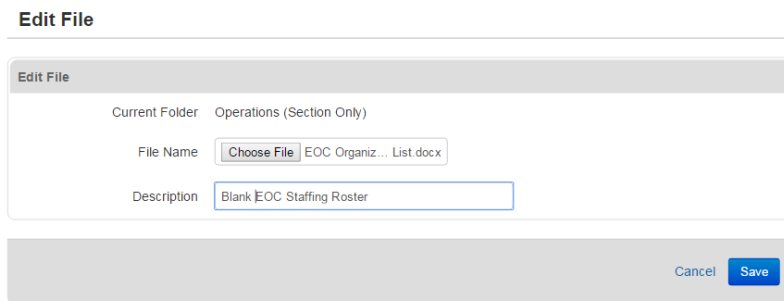 Edit File
Edit File
Current Folder Operations (Section Only)
File Name Choose File EOC Organiz... List.docx
Description Blank EOC Staffing Roster
Cancel Save